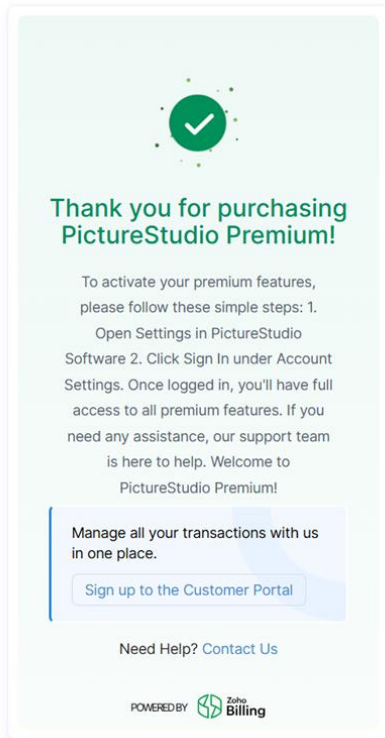 Thank you for purchasing
PictureStudio Premium!
To activate your premium features,
please follow these simple steps: 1.
Open Settings in PictureStudio
Software 2. Click Sign In under Account
Settings. Once logged in, you'll have full
access to all premium features. If you
need any assistance, our support team
is here to help. Welcome to
PictureStudio Premium!
Manage all your transactions with us
in one place.
Sign up to the Customer Portal
Need Help? Contact Us
POWERED BY Zoho
Billing